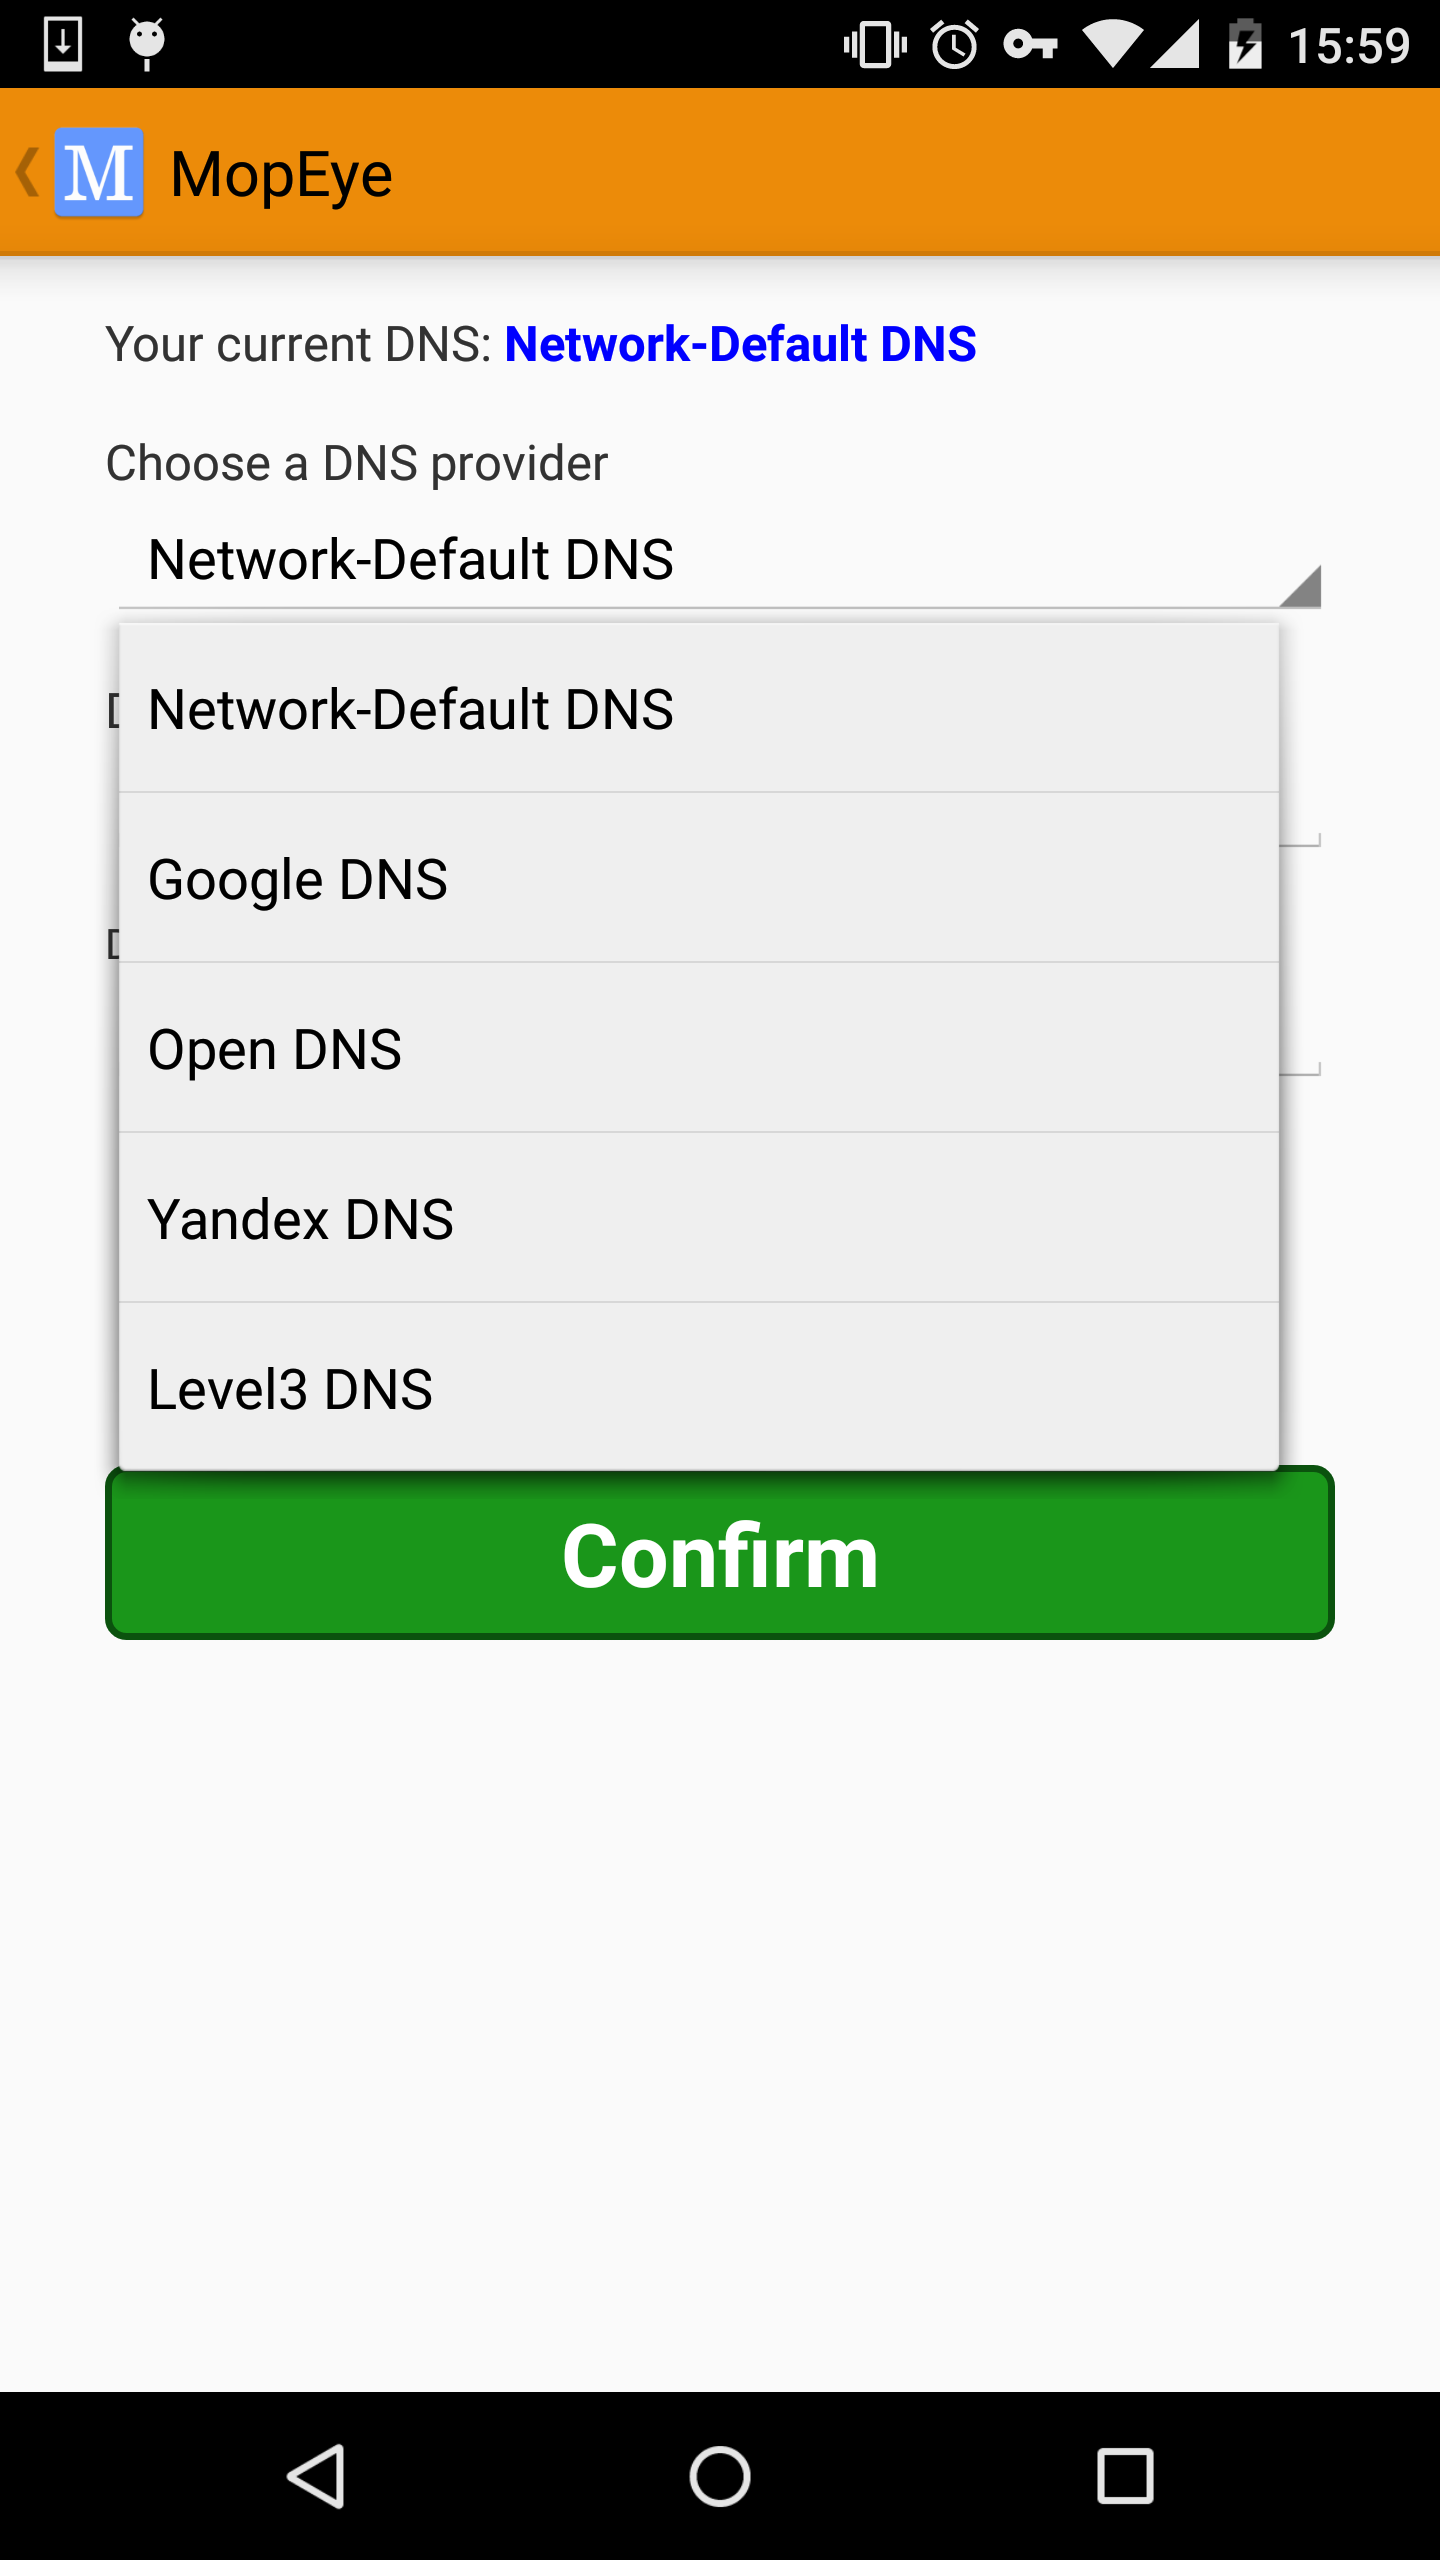 15:59
M MopEye
Your current DNS: Network-Default DNS
Choose a DNS provider
Network-Default DNS
Network-Default DNS
Google DNS
Open DNS
Yandex DNS
Level3 DNS
Confirm